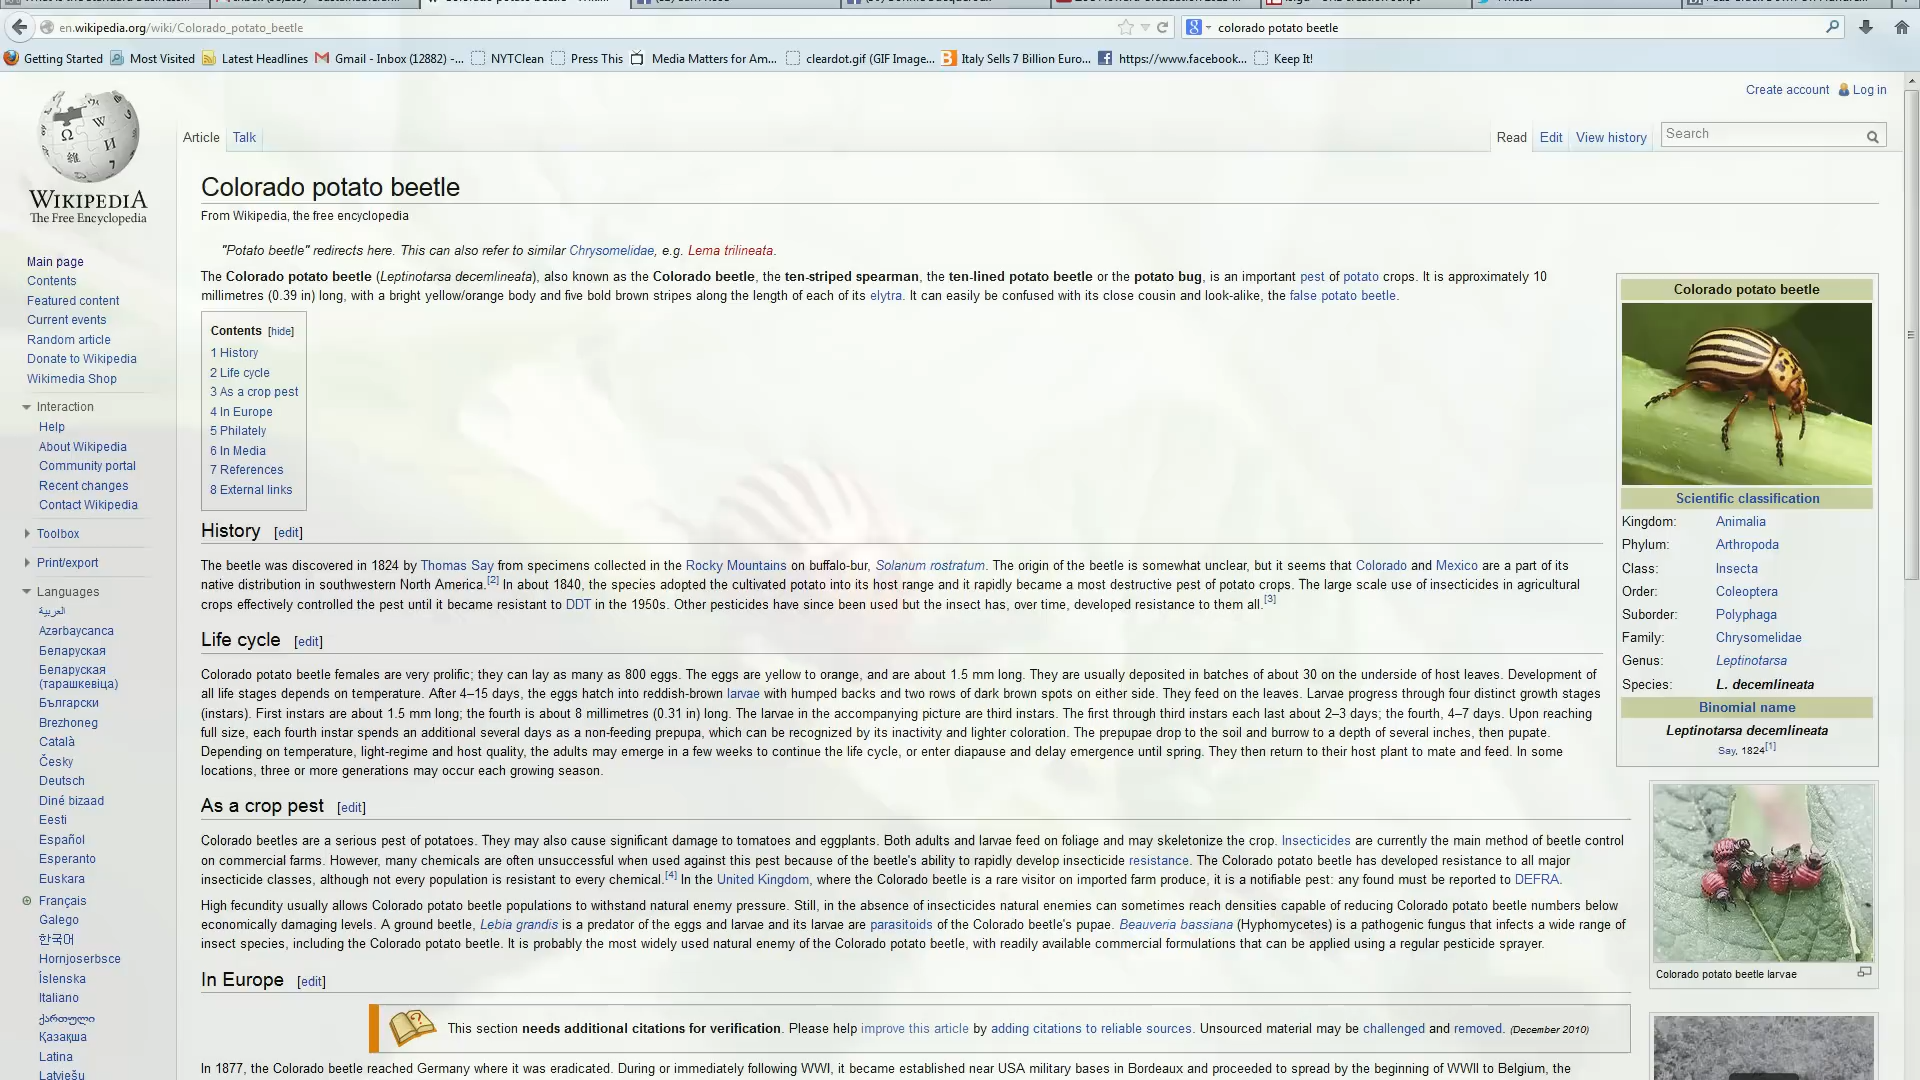 en.wikipedia.org/wiki/Colorado_potato_beetle
colorado potato beetle
Getting Started Most Visited Latest Headlines Gmail - Inbox (12882) -... NYTClean Press This Media Matters for Am... cleardot.gif (GIF Image... Italy Sells 7 Billion Euro... https://www.facebook... Keep It!
Create account Log in
Article Talk
Read Edit View history Search
WIKIPEDIA
The Free Encyclopedia
Main page
Contents
Featured content
Current events
Random article
Donate to Wikipedia
Wikimedia Shop
Interaction
Help
About Wikipedia
Community portal
Recent changes
Contact Wikipedia
Toolbox
Print/export
Languages
العربية
Azərbaycanca
Беларуская
Беларуская
(тарашкевіца)
Български
Brezhoneg
Català
Česky
Deutsch
Diné bizaad
Eesti
Español
Esperanto
Euskara
Français
Galego
한국어
Hornjoserbsce
Íslenska
Italiano
ქართული
Қазақша
Latina
Latviešu
Colorado potato beetle
From Wikipedia, the free encyclopedia
"Potato beetle" redirects here. This can also refer to similar Chrysomelidae, e.g. Lema trilineata.
The Colorado potato beetle (Leptinotarsa decemlineata), also known as the Colorado beetle, the ten-striped spearman, the ten-lined potato beetle or the potato bug, is an important pest of potato crops. It is approximately 10
millimetres (0.39 in) long, with a bright yellow/orange body and five bold brown stripes along the length of each of its elytra. It can easily be confused with its close cousin and look-alike, the false potato beetle.
Contents [hide]
1 History
2 Life cycle
3 As a crop pest
4 In Europe
5 Philately
6 In Media
7 References
8 External links
History [edit]
The beetle was discovered in 1824 by Thomas Say from specimens collected in the Rocky Mountains on buffalo-bur, Solanum rostratum. The origin of the beetle is somewhat unclear, but it seems that Colorado and Mexico are a part of its
native distribution in southwestern North America.[2] In about 1840, the species adopted the cultivated potato into its host range and it rapidly became a most destructive pest of potato crops. The large scale use of insecticides in agricultural
crops effectively controlled the pest until it became resistant to DDT in the 1950s. Other pesticides have since been used but the insect has, over time, developed resistance to them all.[3]
Life cycle [edit]
Colorado potato beetle females are very prolific; they can lay as many as 800 eggs. The eggs are yellow to orange, and are about 1.5 mm long. They are usually deposited in batches of about 30 on the underside of host leaves. Development of
all life stages depends on temperature. After 4–15 days, the eggs hatch into reddish-brown larvae with humped backs and two rows of dark brown spots on either side. They feed on the leaves. Larvae progress through four distinct growth stages
(instars). First instars are about 1.5 mm long; the fourth is about 8 millimetres (0.31 in) long. The larvae in the accompanying picture are third instars. The first through third instars each last about 2–3 days; the fourth, 4–7 days. Upon reaching
full size, each fourth instar spends an additional several days as a non-feeding prepupa, which can be recognized by its inactivity and lighter coloration. The prepupae drop to the soil and burrow to a depth of several inches, then pupate.
Depending on temperature, light-regime and host quality, the adults may emerge in a few weeks to continue the life cycle, or enter diapause and delay emergence until spring. They then return to their host plant to mate and feed. In some
locations, three or more generations may occur each growing season.
As a crop pest [edit]
Colorado beetles are a serious pest of potatoes. They may also cause significant damage to tomatoes and eggplants. Both adults and larvae feed on foliage and may skeletonize the crop. Insecticides are currently the main method of beetle control
on commercial farms. However, many chemicals are often unsuccessful when used against this pest because of the beetle's ability to rapidly develop insecticide resistance. The Colorado potato beetle has developed resistance to all major
insecticide classes, although not every population is resistant to every chemical.[4] In the United Kingdom, where the Colorado beetle is a rare visitor on imported farm produce, it is a notifiable pest: any found must be reported to DEFRA.
High fecundity usually allows Colorado potato beetle populations to withstand natural enemy pressure. Still, in the absence of insecticides natural enemies can sometimes reach densities capable of reducing Colorado potato beetle numbers below
economically damaging levels. A ground beetle, Lebia grandis is a predator of the eggs and larvae and its larvae are parasitoids of the Colorado beetle's pupae. Beauveria bassiana (Hyphomycetes) is a pathogenic fungus that infects a wide range of
insect species, including the Colorado potato beetle. It is probably the most widely used natural enemy of the Colorado potato beetle, with readily available commercial formulations that can be applied using a regular pesticide sprayer.
In Europe [edit]
This section needs additional citations for verification. Please help improve this article by adding citations to reliable sources. Unsourced material may be challenged and removed. (December 2010)
In 1877, the Colorado beetle reached Germany where it was eradicated. During or immediately following WWI, it became established near USA military bases in Bordeaux and proceeded to spread by the beginning of WWII to Belgium, the
Colorado potato beetle
Scientific classification
Kingdom: Animalia
Phylum: Arthropoda
Class: Insecta
Order: Coleoptera
Suborder: Polyphaga
Family: Chrysomelidae
Genus: Leptinotarsa
Species: L. decemlineata
Binomial name
Leptinotarsa decemlineata
Say, 1824[1]
Colorado potato beetle larvae